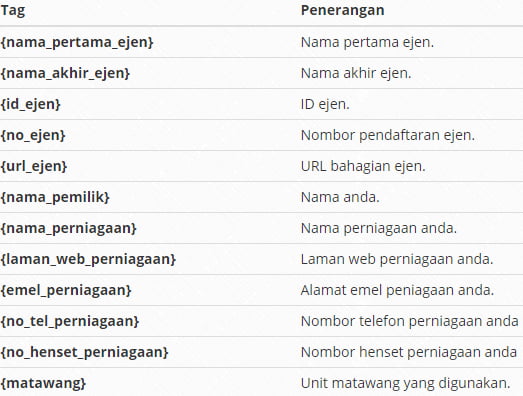 Tag Penerangan
{nama_pertama_ejen} Nama pertama ejen.
{nama_akhir_ejen} Nama akhir ejen.
{id_ejen} ID ejen.
{no_ejen} Nombor pendaftaran ejen.
{url_ejen} URL bahagian ejen.
{nama_pemilik} Nama anda.
{nama_perniagaan} Nama perniagaan anda.
{laman_web_perniagaan} Laman web perniagaan anda.
{emel_perniagaan} Alamat emel peniagaan anda.
{no_tel_perniagaan} Nombor telefon perniagaan anda
{no_henset_perniagaan} Nombor henset perniagaan anda
{matawang} Unit matawang yang digunakan.